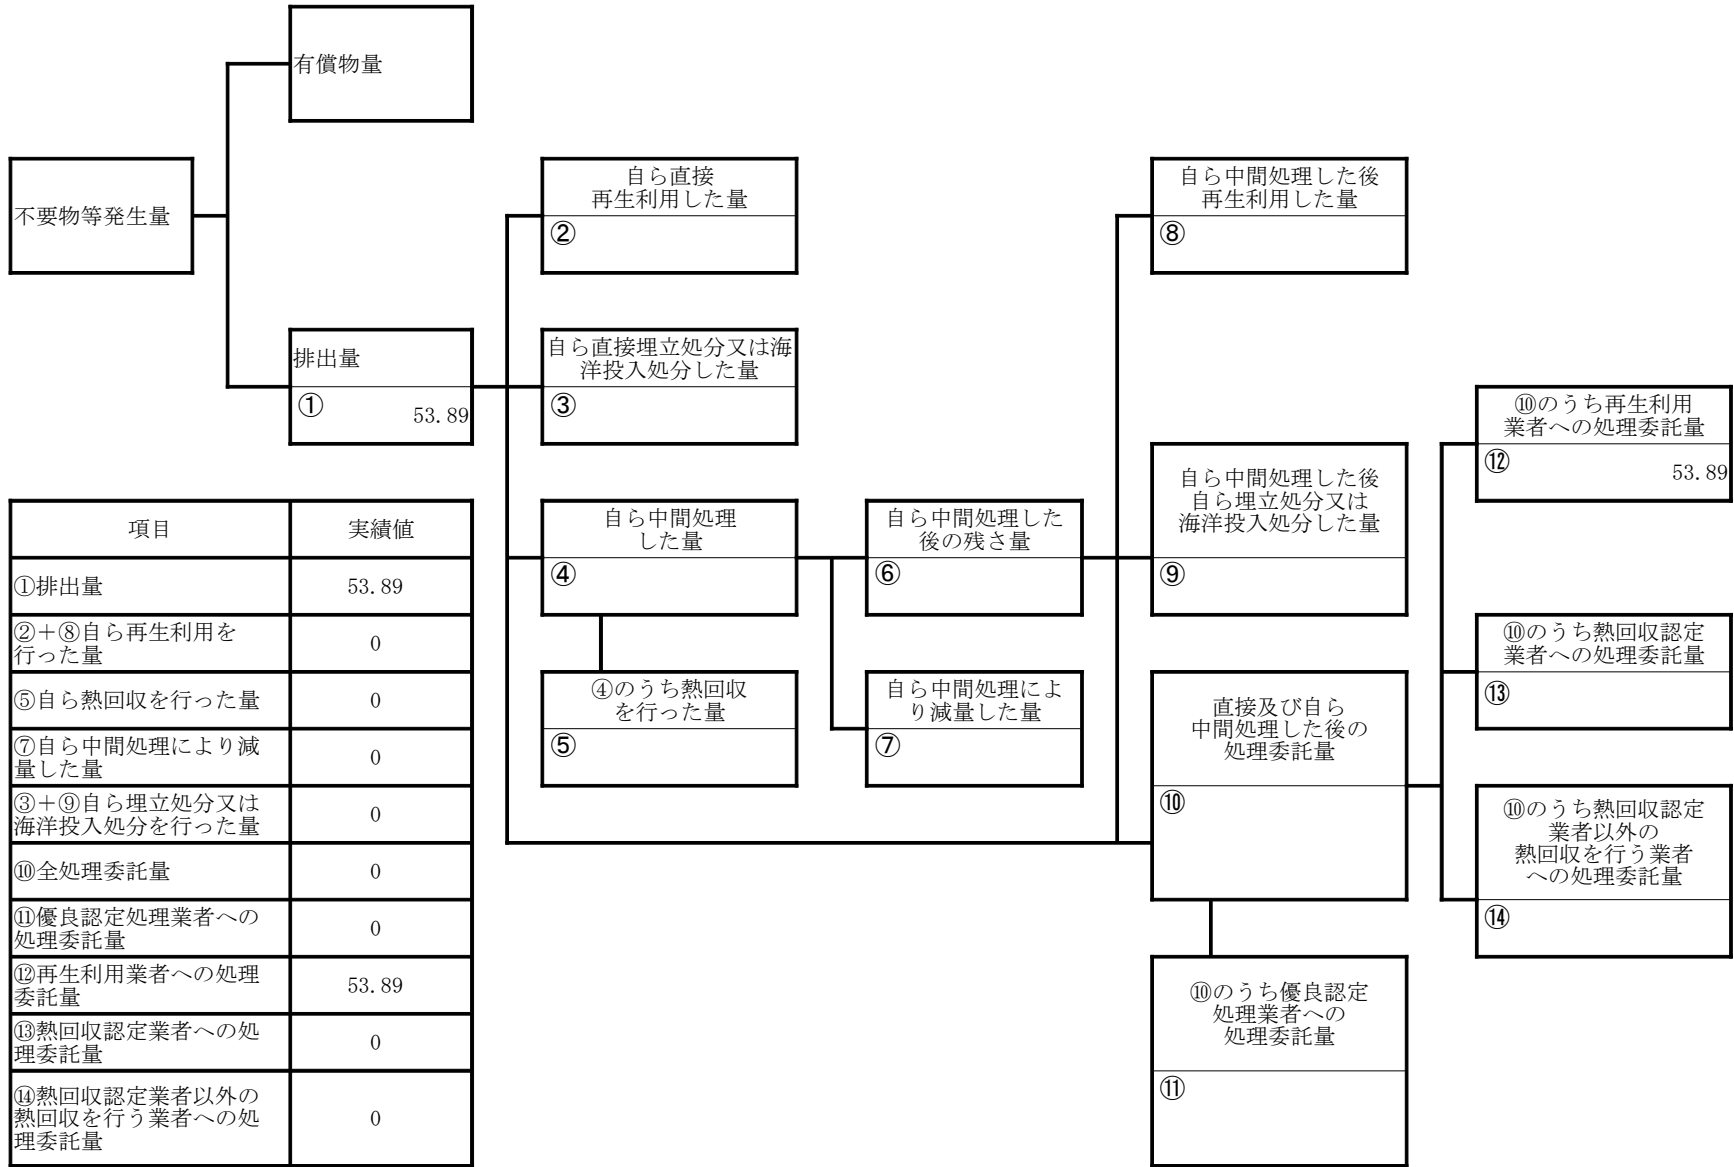 有償物量
不要物等発生量
自ら直接
再生利用した量
②
自ら中間処理した後
再生利用した量
⑧
排出量
①
53.89
自ら直接埋立処分又は海
洋投入処分した量
③
⑩のうち再生利用
業者への処理委託量
⑫
53.89
自ら中間処理
した量
④
自ら中間処理した
後の残さ量
⑥
自ら中間処理した後
自ら埋立処分又は
海洋投入処分した量
⑨
④のうち熱回収
を行った量
⑤
自ら中間処理によ
り減量した量
⑦
直接及び自ら
中間処理した後の
処理委託量
⑩
⑩のうち熱回収認定
業者への処理委託量
⑬
⑩のうち熱回収認定
業者以外の
熱回収を行う業者
への処理委託量
⑭
⑩のうち優良認定
処理業者への
処理委託量
⑪
項目 実績値
①排出量 53.89
②＋⑧自ら再生利用を
行った量 0
⑤自ら熱回収を行った量 0
⑦自ら中間処理により減
量した量 0
③＋⑨自ら埋立処分又は
海洋投入処分を行った量 0
⑩全処理委託量 0
⑪優良認定処理業者への
処理委託量 0
⑫再生利用業者への処理
委託量 53.89
⑬熱回収認定業者への処
理委託量 0
⑭熱回収認定業者以外の
熱回収を行う業者への処
理委託量 0